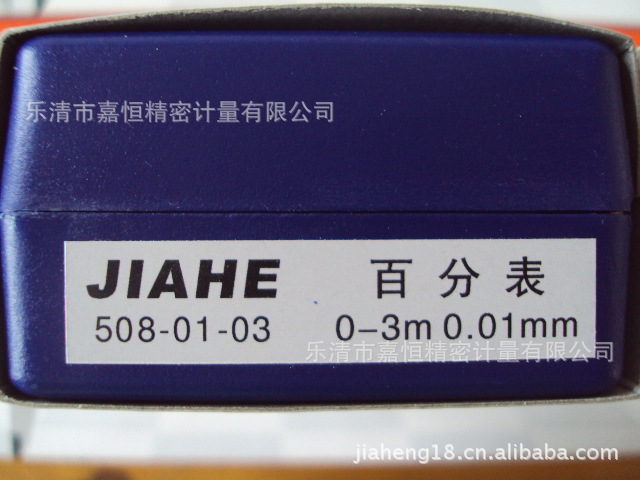 乐清市嘉恒精密计量有限公司
JIAHE 百分表
508-01-03 0-3m 0.01mm
乐清市嘉恒精密计量有限公司
jiaheng18.cn.alibaba.com